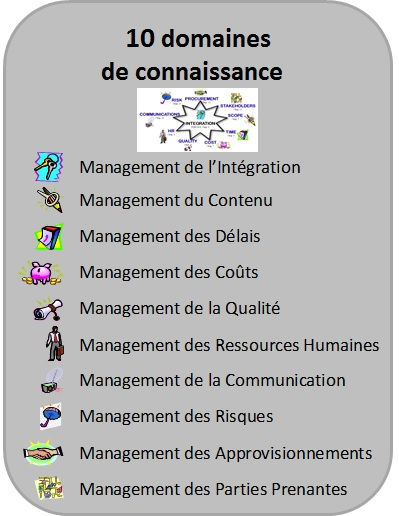 10 domaines
de connaissance
RISK
PROCUREMENT
STAKEHOLDERS
COMMUNICATIONS
SCOPE
INTEGRATION
HR
TIME
QUALITY
COST
Management de l’Intégration
Management du Contenu
Management des Délais
Management des Coûts
Management de la Qualité
Management des Ressources Humaines
Management de la Communication
Management des Risques
Management des Approvisionnements
Management des Parties Prenantes